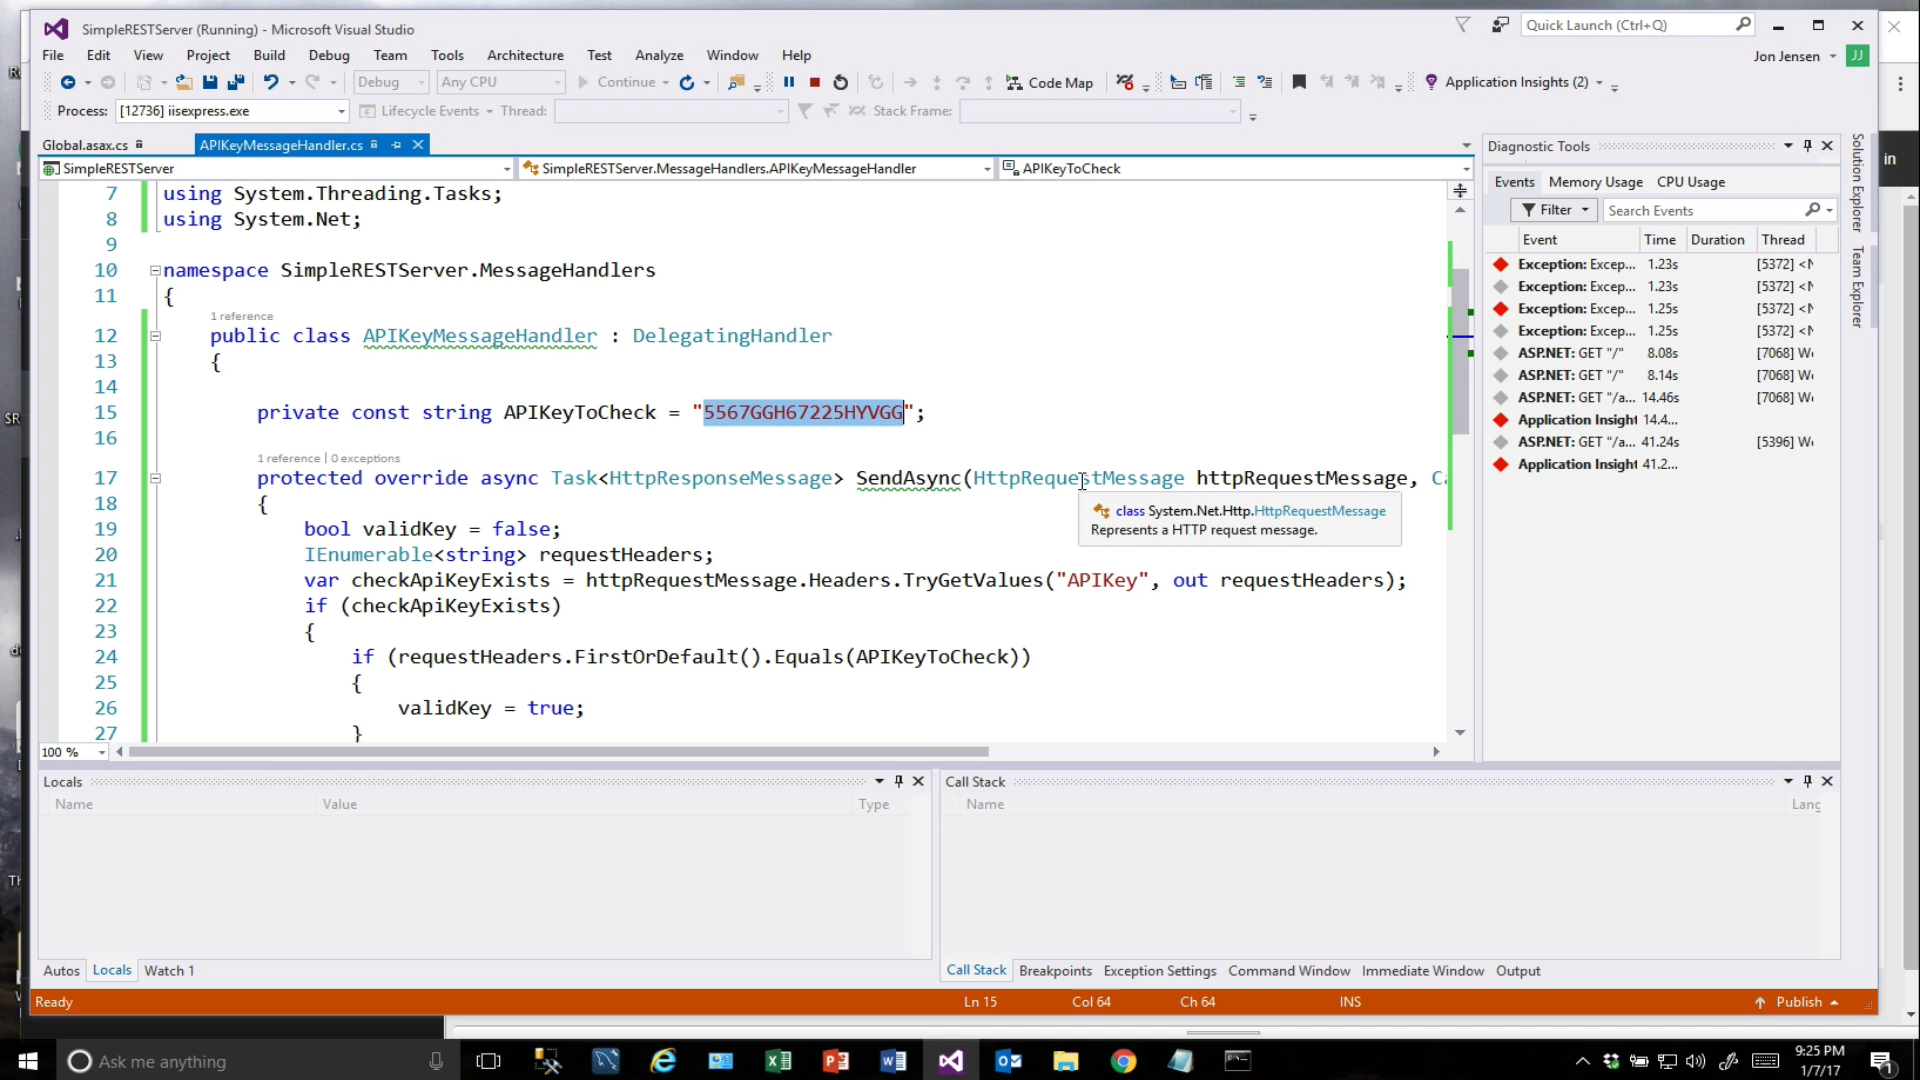 SimpleRESTServer (Running) - Microsoft Visual Studio
Quick Launch (Ctrl+Q)
File Edit View Project Build Debug Team Tools Architecture Test Analyze Window Help
Jon Jensen JJ
Debug Any CPU Continue Code Map Application Insights (2)
Process: [12736] iisexpress.exe Lifecycle Events Thread: Stack Frame:
Global.asax.cs APIKeyMessageHandler.cs
SimpleRESTServer SimpleRESTServer.MessageHandlers.APIKeyMessageHandler APIKeyToCheck
7 using System.Threading.Tasks;
8 using System.Net;
9
10 namespace SimpleRESTServer.MessageHandlers
11 {
1 reference
12 public class APIKeyMessageHandler : DelegatingHandler
13 {
14
15 private const string APIKeyToCheck = "5567GGH67225HYVGG";
16
1 reference | 0 exceptions
17 protected override async Task<HttpResponseMessage> SendAsync(HttpRequestMessage httpRequestMessage, Ca
18 {
class System.Net.Http.HttpRequestMessage
Represents a HTTP request message.
19 bool validKey = false;
20 IEnumerable<string> requestHeaders;
21 var checkApiKeyExists = httpRequestMessage.Headers.TryGetValues("APIKey", out requestHeaders);
22 if (checkApiKeyExists)
23 {
24 if (requestHeaders.FirstOrDefault().Equals(APIKeyToCheck))
25 {
26 validKey = true;
27 }
100 %
Diagnostic Tools
Events Memory Usage CPU Usage
Filter Search Events
Event Time Duration Thread
Exception: Excep... 1.23s [5372] <N
Exception: Excep... 1.23s [5372] <N
Exception: Excep... 1.25s [5372] <N
Exception: Excep... 1.25s [5372] <N
ASP.NET: GET "/" 8.08s [7068] W
ASP.NET: GET "/" 8.14s [7068] W
ASP.NET: GET "/a... 14.46s [7068] W
Application Insight 14.4...
ASP.NET: GET "/a... 41.24s [5396] W
Application Insight 41.2...
Solution Explorer
Team Explorer
in
Locals
Name Value Type
Autos Locals Watch 1
Call Stack
Name Lang
Call Stack Breakpoints Exception Settings Command Window Immediate Window Output
Ready Ln 15 Col 64 Ch 64 INS Publish
Ask me anything
9:25 PM
1/7/17
1